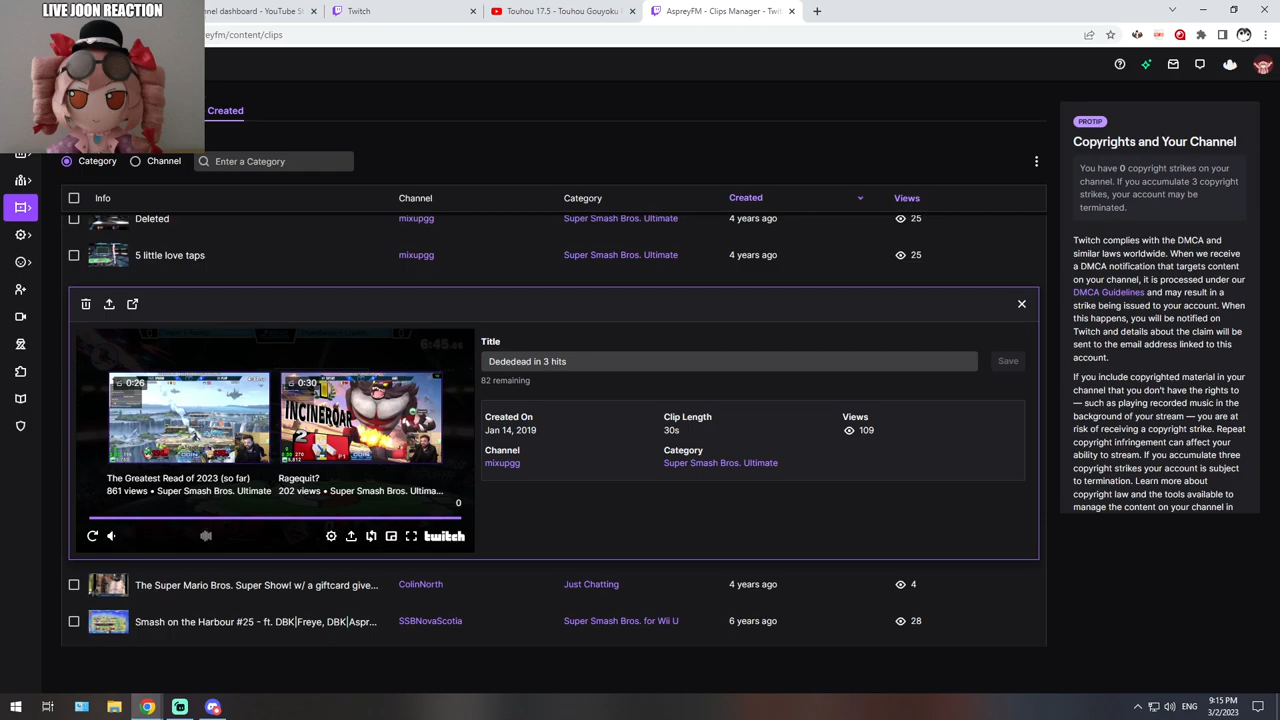 LIVE JOON REACTION
nnel dashboard - YouTube St
Twitch
Touhou 17.5 - Touhou Gouyoku
AspreyFM - Clips Manager - Twit
reyfm/content/clips
Created
Category
Channel
Enter a Category
Info
Channel
Category
Created
Views
Deleted
mixupgg
Super Smash Bros. Ultimate
4 years ago
25
5 little love taps
mixupgg
Super Smash Bros. Ultimate
4 years ago
25
6:45
0:26
0:30
INCINEROAR
The Greatest Read of 2023 (so far)
861 views • Super Smash Bros. Ultimate
Ragequit?
202 views • Super Smash Bros. Ultima...
0
twitch
Title
Dededead in 3 hits
Save
82 remaining
Created On
Jan 14, 2019
Clip Length
30s
Views
109
Channel
mixupgg
Category
Super Smash Bros. Ultimate
The Super Mario Bros. Super Show! w/ a giftcard give...
ColinNorth
Just Chatting
4 years ago
4
Smash on the Harbour #25 - ft. DBK|Freye, DBK|Aspr...
SSBNovaScotia
Super Smash Bros. for Wii U
6 years ago
28
PROTIP
Copyrights and Your Channel
You have 0 copyright strikes on
your channel. If you accumulate 3 copyright
strikes, your account may be
terminated.
Twitch complies with the DMCA and
similar laws worldwide. When we receive
a DMCA notification that targets content
on your channel, it is processed under our
DMCA Guidelines and may result in a
strike being issued to your account. When
this happens, you will be notified on
Twitch and details about the claim will be
sent to the email address linked to this
account.
If you include copyrighted material in your
channel that you don't have the rights to
— such as playing recorded music in the
background of your stream — you are at
risk of receiving a copyright strike. Repeat
copyright infringement can affect your
ability to stream. If you accumulate three
copyright strikes your account is subject
to termination. Learn more about
copyright law and the tools available to
manage the content on your channel in
ENG
9:15 PM
3/2/2023